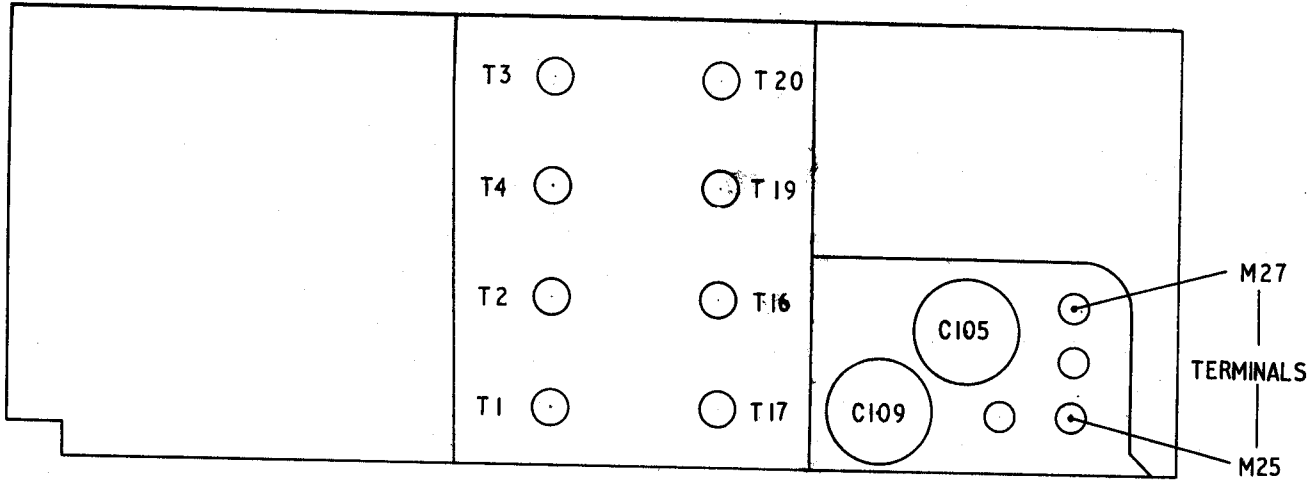 T3
T20
T4
T19
T2
T16
T1
T17
C105
C109
M27
TERMINALS
M25